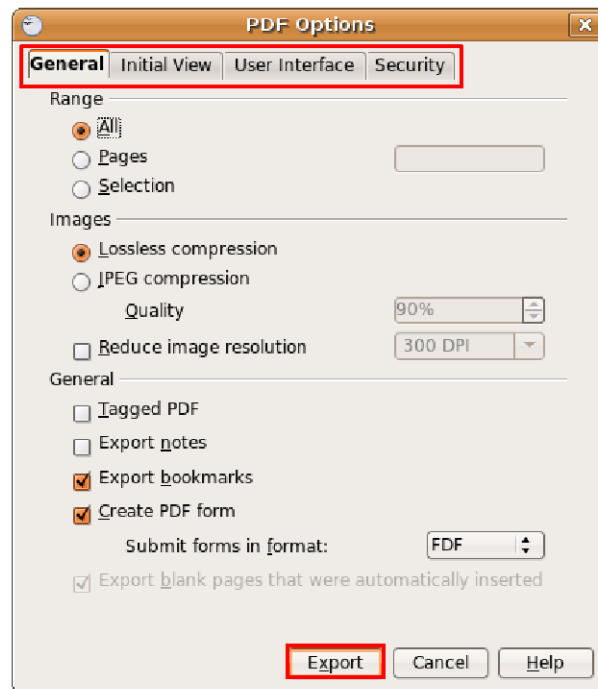 PDF Options
General Initial View User Interface Security
Range
All
Pages
Selection
Images
Lossless compression
JPEG compression
Quality 90%
Reduce image resolution 300 DPI
General
Tagged PDF
Export notes
Export bookmarks
Create PDF form
Submit forms in format: FDF
Export blank pages that were automatically inserted
Export Cancel Help